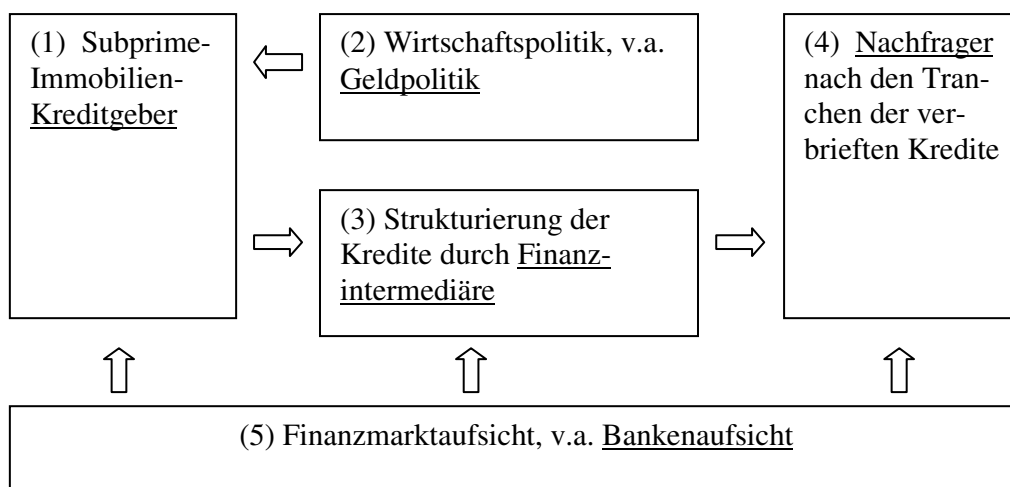 (1) Subprime-
Immobilien-
Kreditgeber
(2) Wirtschaftspolitik, v.a.
Geldpolitik
(3) Strukturierung der
Kredite durch Finanz-
intermediäre
(4) Nachfrager
nach den Tran-
chen der ver-
brieften Kredite
(5) Finanzmarktaufsicht, v.a. Bankenaufsicht